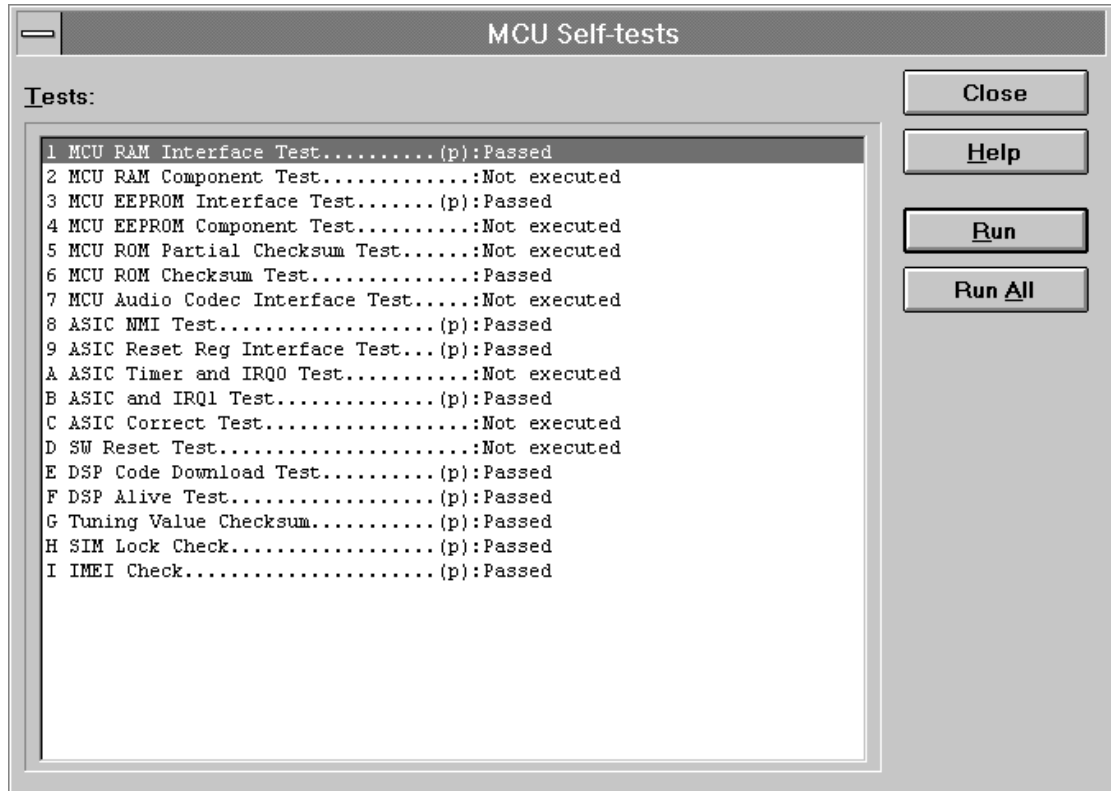 MCU Self-tests
Tests:
1 MCU RAM Interface Test..........(p):Passed
2 MCU RAM Component Test.............:Not executed
3 MCU EEPROM Interface Test.......(p):Passed
4 MCU EEPROM Component Test..........:Not executed
5 MCU ROM Partial Checksum Test......:Not executed
6 MCU ROM Checksum Test..............:Passed
7 MCU Audio Codec Interface Test.....:Not executed
8 ASIC NMI Test...................(p):Passed
9 ASIC Reset Reg Interface Test...(p):Passed
A ASIC Timer and IRQ0 Test...........:Not executed
B ASIC and IRQ1 Test..............(p):Passed
C ASIC Correct Test..................:Not executed
D SW Reset Test......................:Not executed
E DSP Code Download Test..........(p):Passed
F DSP Alive Test..................(p):Passed
G Tuning Value Checksum...........(p):Passed
H SIM Lock Check..................(p):Passed
I IMEI Check......................(p):Passed
Close
Help
Run
Run All